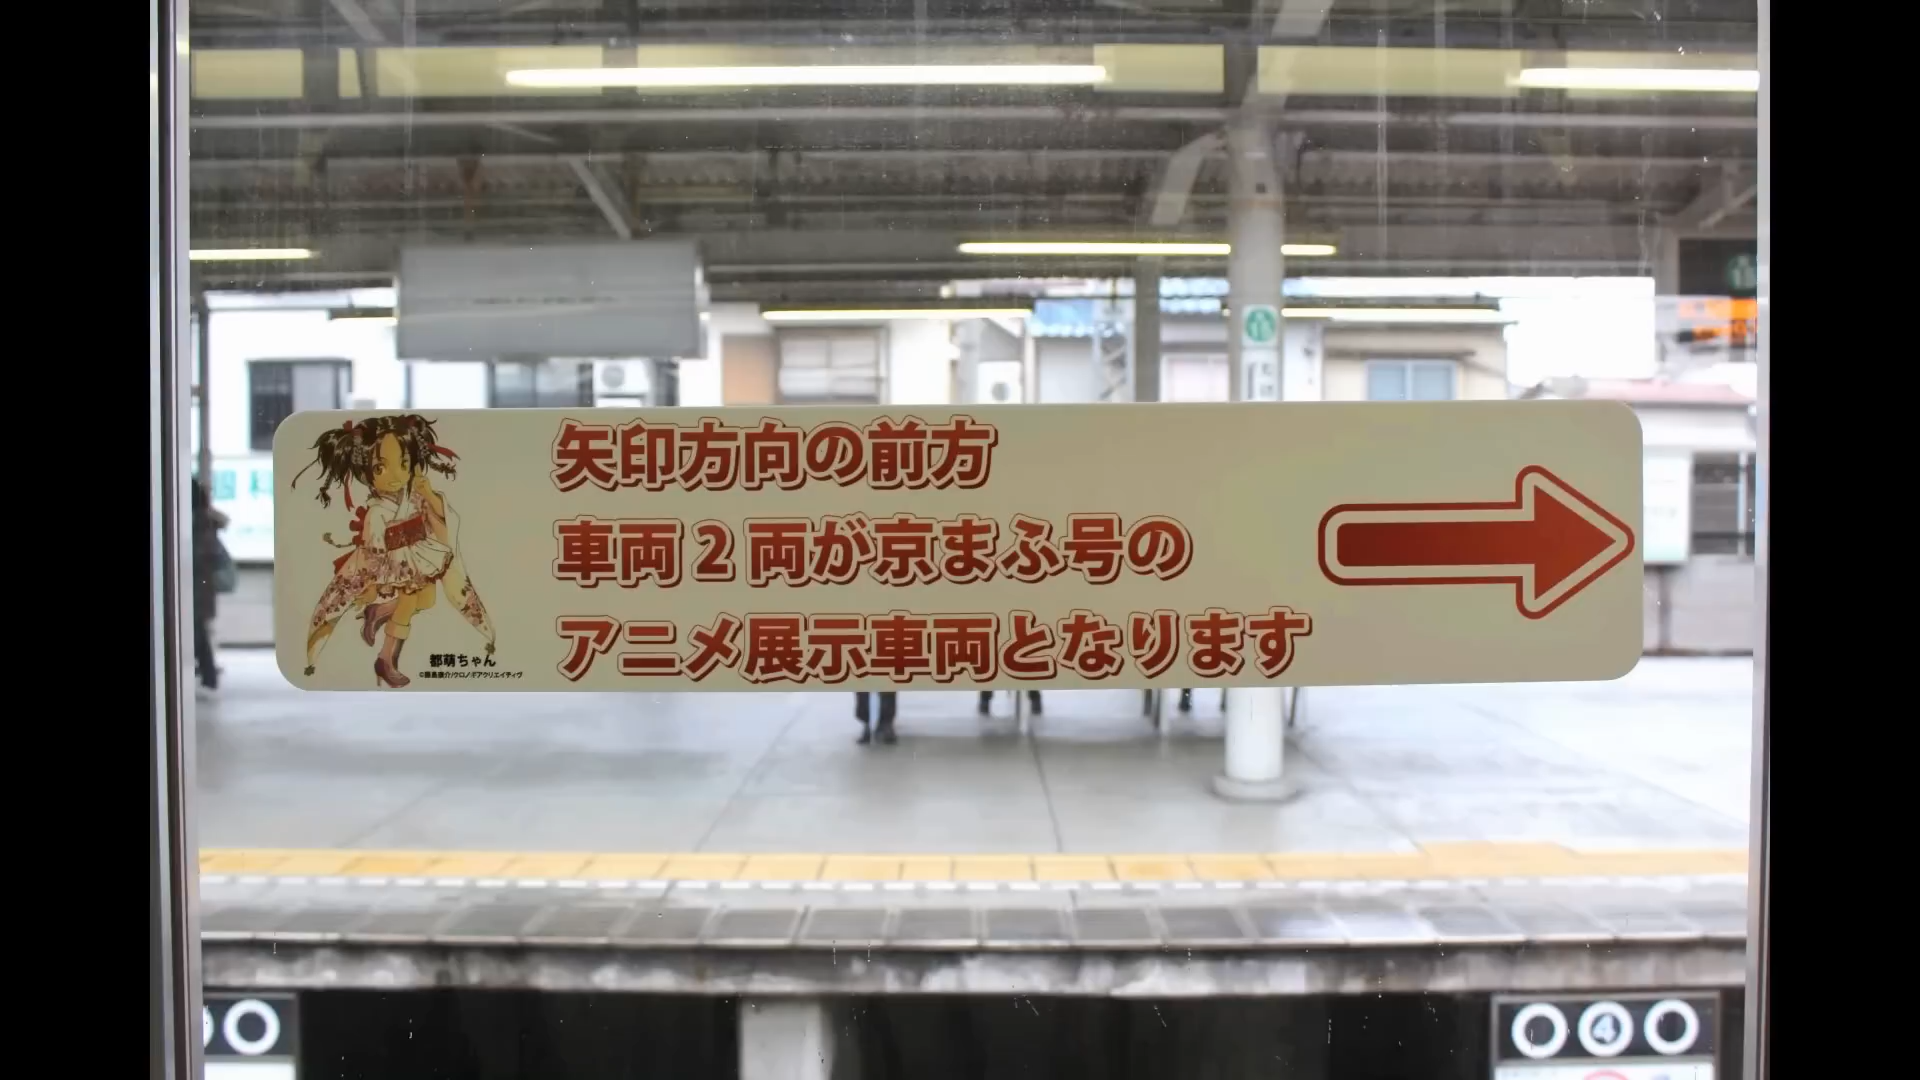 矢印方向の前方
車両2両が京まふ号の
アニメ展示車両となります
都萌ちゃん
④